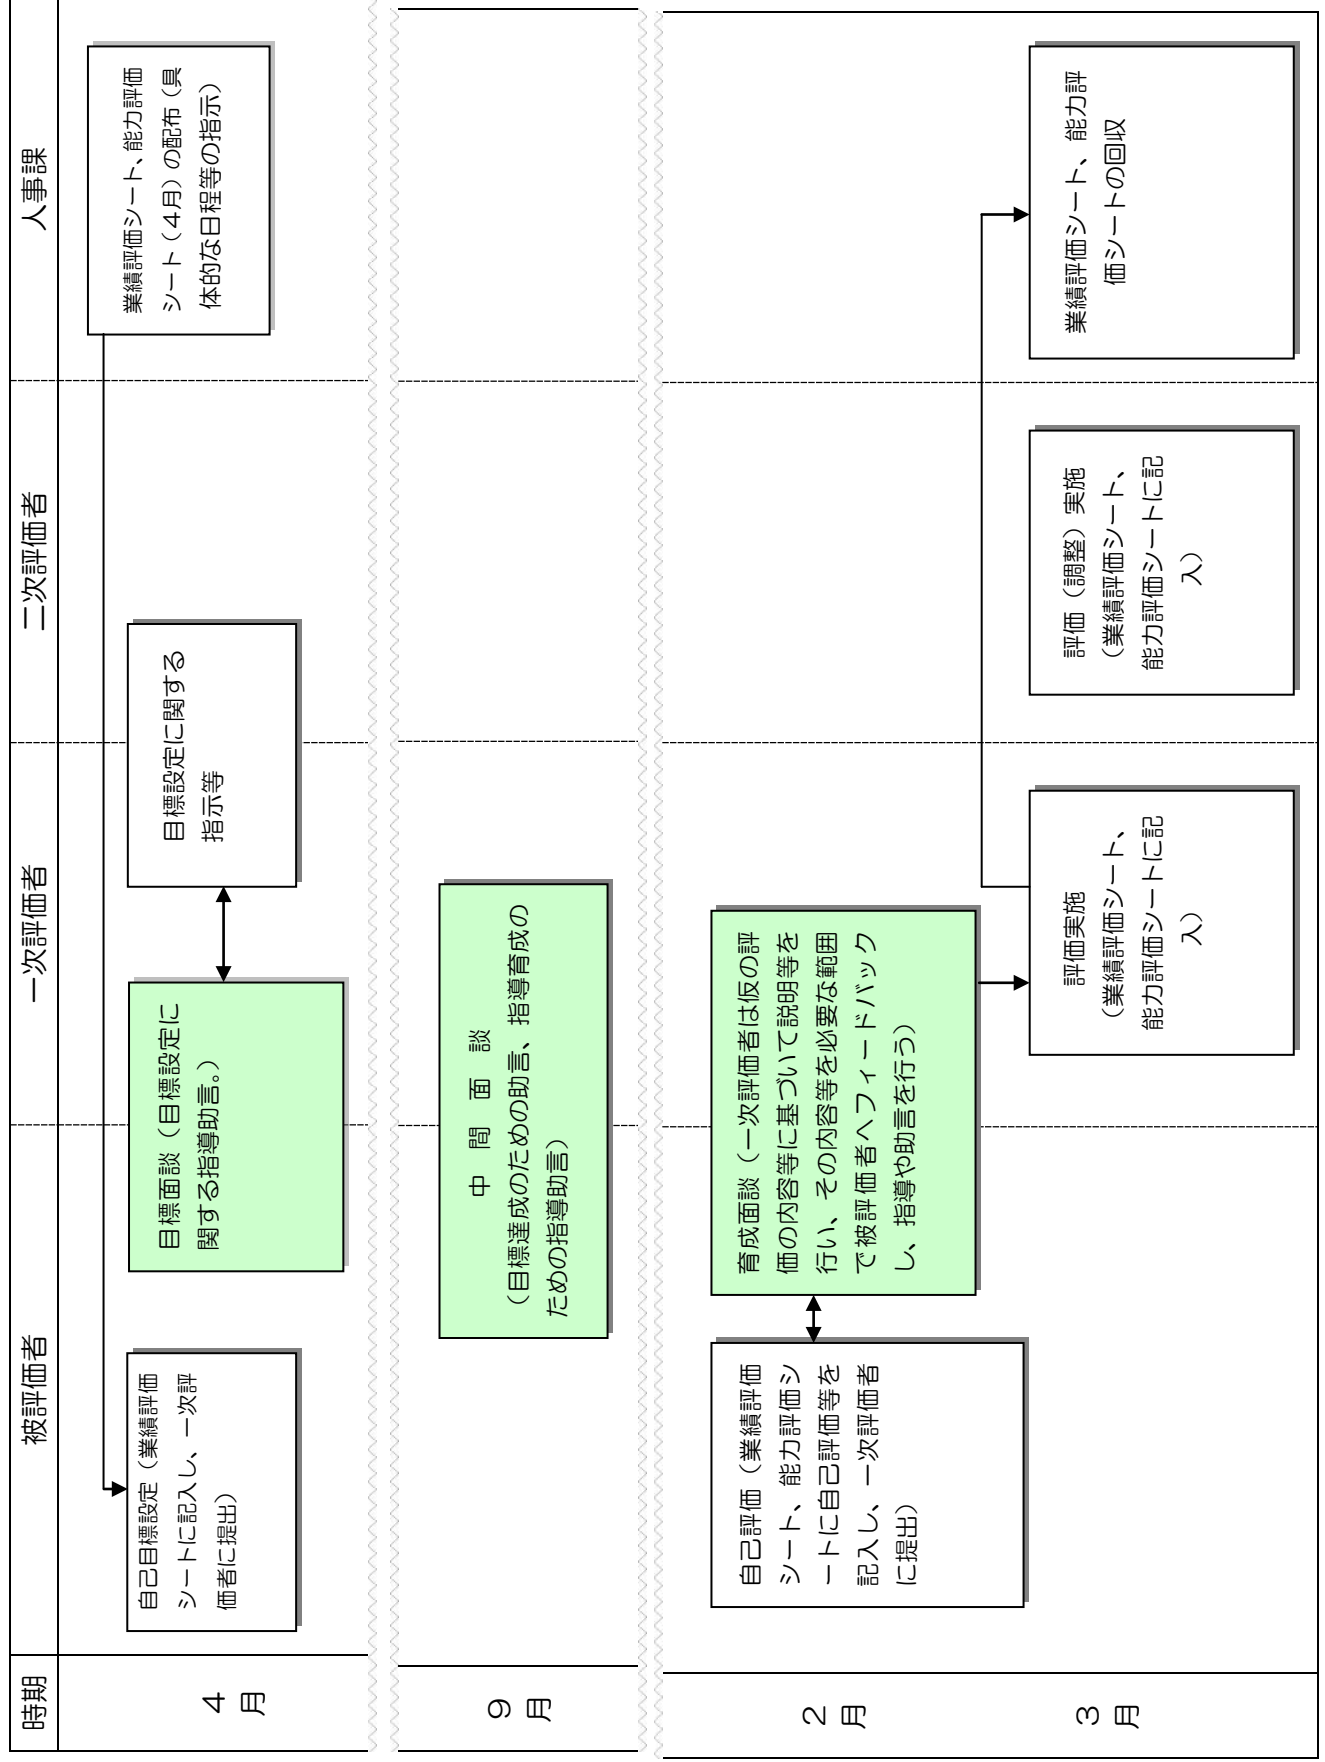 時期
被評価者
一次評価者
二次評価者
人事課
4月
自己目標設定（業績評価
シートに記入し、一次評
価者に提出）
目標面談（目標設定に
関する指導助言。）
目標設定に関する
指示等
業績評価シート、能力評価
シート（4月）の配布（具
体的な日程等の指示）
9月
中間面談
（目標達成のための助言、指導育成の
ための指導助言）
2月
自己評価（業績評価
シート、能力評価シ
ートに自己評価等を
記入し、一次評価者
に提出）
育成面談（一次評価者は仮の評
価の内容等に基づいて説明等を
行い、その内容等を必要な範囲
で被評価者へフィードバック
し、指導や助言を行う）
3月
評価実施
（業績評価シート、
能力評価シートに記
入）
評価（調整）実施
（業績評価シート、
能力評価シートに記
入）
業績評価シート、能力評
価シートの回収